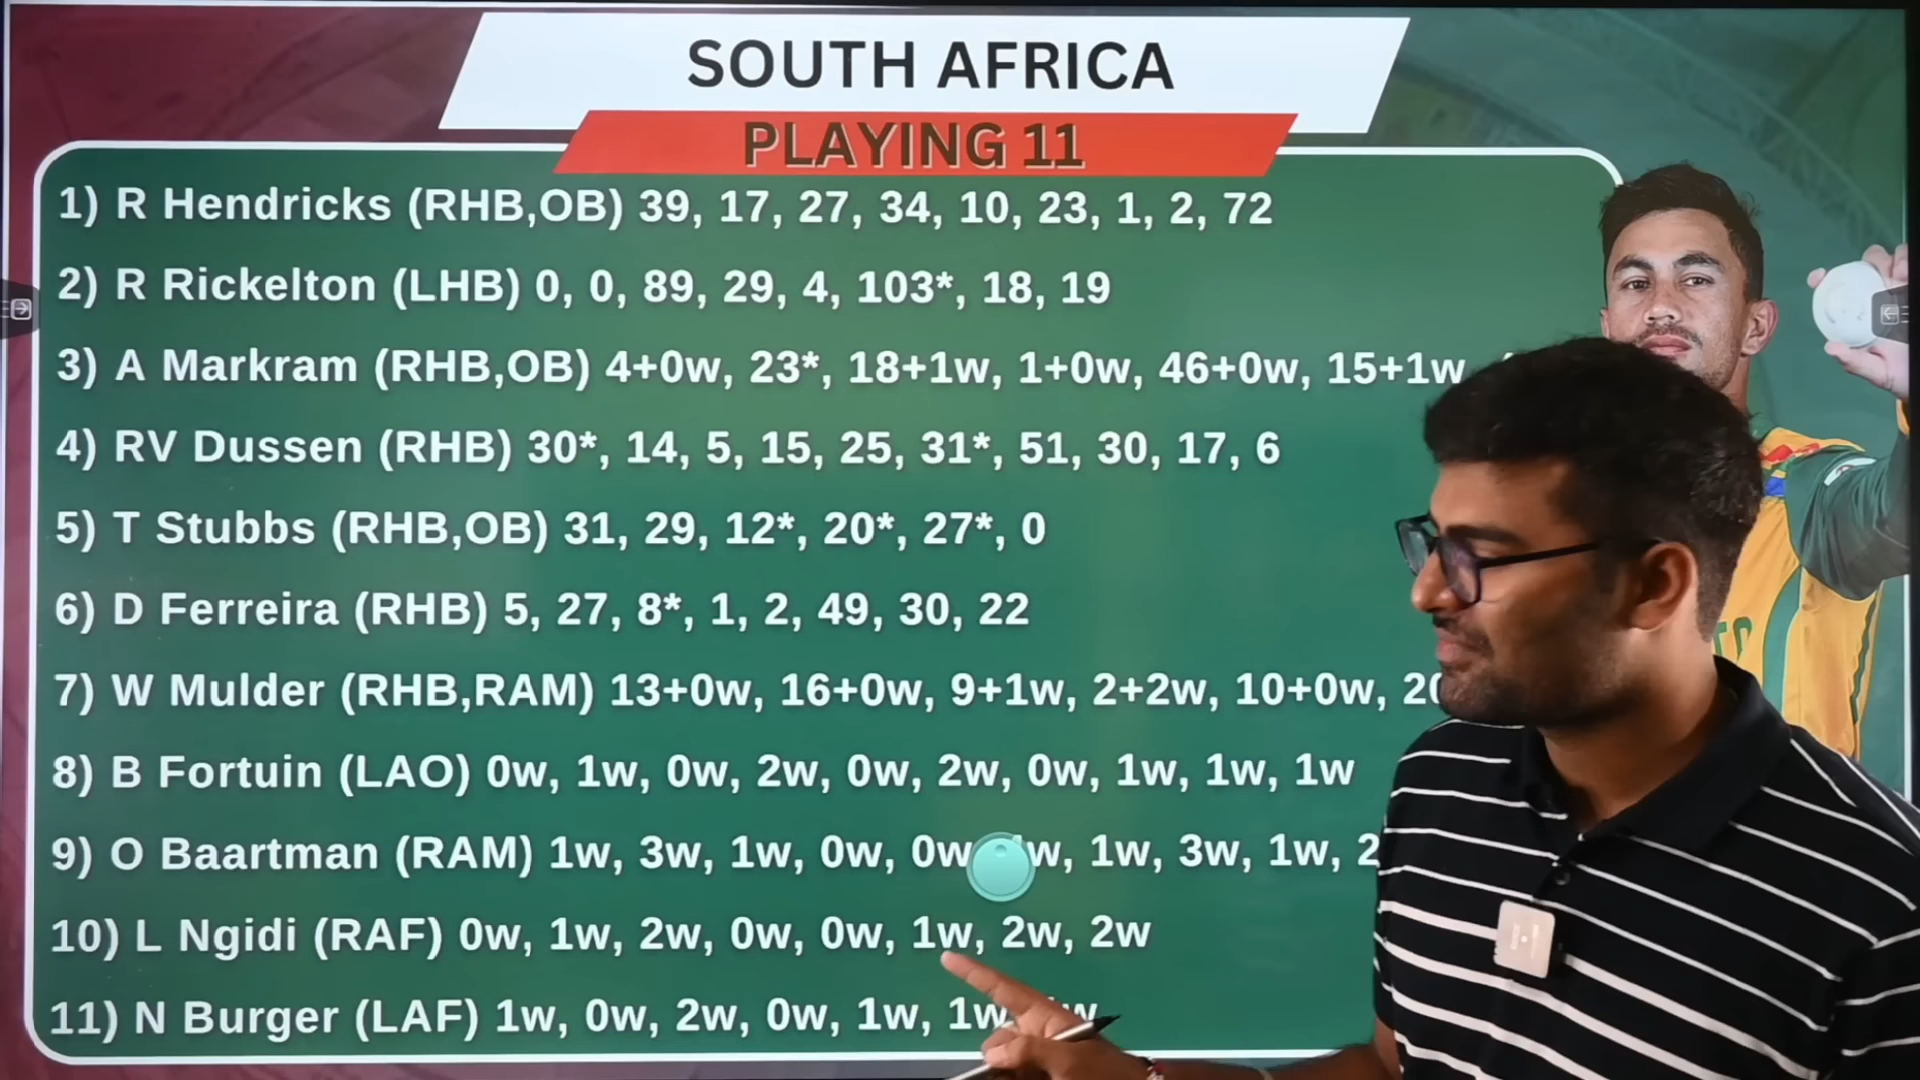 SOUTH AFRICA
PLAYING 11
1) R Hendricks (RHB,OB) 39, 17, 27, 34, 10, 23, 1, 2, 72
2) R Rickelton (LHB) 0, 0, 89, 29, 4, 103*, 18, 19
3) A Markram (RHB,OB) 4+0w, 23*, 18+1w, 1+0w, 46+0w, 15+1w,
4) RV Dussen (RHB) 30*, 14, 5, 15, 25, 31*, 51, 30, 17, 6
5) T Stubbs (RHB,OB) 31, 29, 12*, 20*, 27*, 0
6) D Ferreira (RHB) 5, 27, 8*, 1, 2, 49, 30, 22
7) W Mulder (RHB,RAM) 13+0w, 16+0w, 9+1w, 2+2w, 10+0w, 20
8) B Fortuin (LAO) 0w, 1w, 0w, 2w, 0w, 2w, 0w, 1w, 1w, 1w
9) O Baartman (RAM) 1w, 3w, 1w, 0w, 0w w, 1w, 3w, 1w, 2
10) L Ngidi (RAF) 0w, 1w, 2w, 0w, 0w, 1w, 2w, 2w
11) N Burger (LAF) 1w, 0w, 2w, 0w, 1w, 1w w